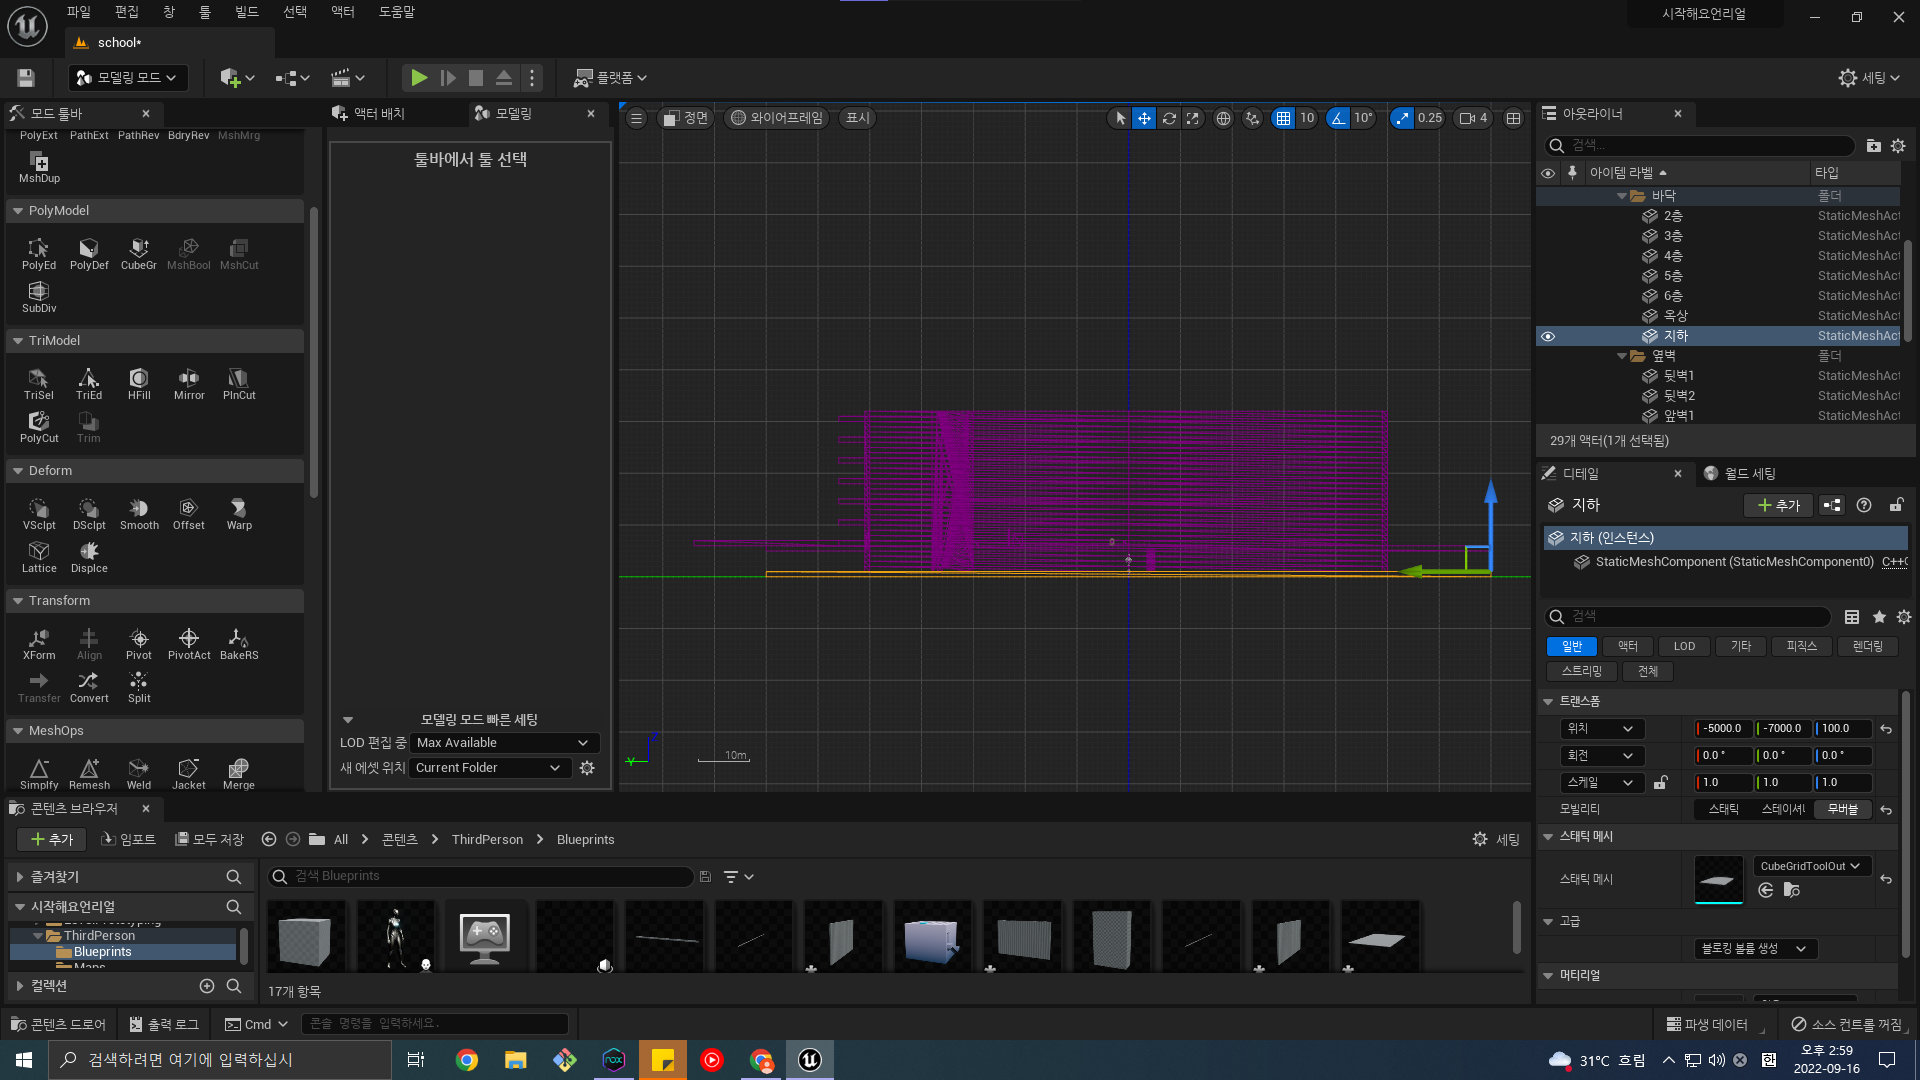 파일 편집 창 툴 빌드 선택 액터 도움말
시작해요언리얼
school*
모델링 모드
플랫폼
세팅
모드 툴바
PolyExt PathExt PathRev BdryRev MshMrg
MshDup
PolyModel
PolyEd PolyDef CubeGr MshBool MshCut
SubDiv
TriModel
TriSel TriEd HFill Mirror PlnCut
PolyCut Trim
Deform
VSclpt DSclpt Smooth Offset Warp
Lattice Displce
Transform
XForm Align Pivot PivotAct BakeRS
Transfer Convert Split
MeshOps
Simplfy Remesh Weld Jacket Merge
액터 배치
모델링
툴바에서 툴 선택
모델링 모드 빠른 세팅
LOD 편집 중 Max Available
새 에셋 위치 Current Folder
정면 와이어프레임 표시
10 10° 0.25 4
10m
Z
Y
아웃라이너
검색...
아이템 라벨 타입
바닥 폴더
2층 StaticMeshAct
3층 StaticMeshAct
4층 StaticMeshAct
5층 StaticMeshAct
6층 StaticMeshAct
옥상 StaticMeshAct
지하 StaticMeshAct
옆벽 폴더
뒷벽1 StaticMeshAct
뒷벽2 StaticMeshAct
앞벽1 StaticMeshAct
29개 액터(1개 선택됨)
디테일
월드 세팅
지하
추가
지하 (인스턴스)
StaticMeshComponent (StaticMeshComponent0) C++
검색
일반 액터 LOD 기타 피직스 렌더링
스트리밍 전체
트랜스폼
위치 -5000.0 -7000.0 100.0
회전 0.0° 0.0° 0.0°
스케일 1.0 1.0 1.0
모빌리티 스태틱 스테이셔 무버블
스태틱 메시
스태틱 메시 CubeGridToolOut
고급
블로킹 볼륨 생성
머티리얼
콘텐츠 브라우저
추가 임포트 모두 저장 All 콘텐츠 ThirdPerson Blueprints
세팅
즐겨찾기
시작해요언리얼
ThirdPerson
Blueprints
Maps
컬렉션
검색 Blueprints
17개 항목
콘텐츠 드로어 출력 로그 Cmd 콘솔 명령을 입력하세요.
파생 데이터 소스 컨트롤 꺼짐
검색하려면 여기에 입력하십시
nox
31°C 흐림
한
오후 2:59
2022-09-16